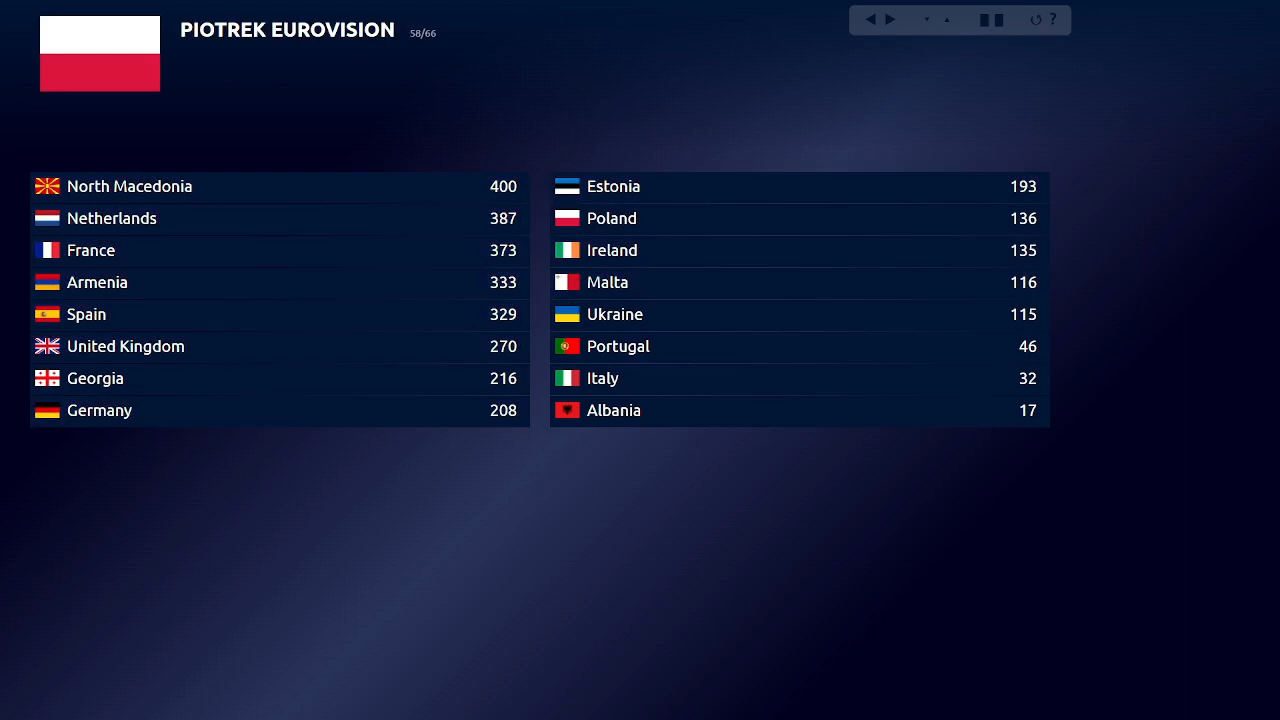 PIOTREK EUROVISION 58/66
?
North Macedonia 400
Netherlands 387
France 373
Armenia 333
Spain 329
United Kingdom 270
Georgia 216
Germany 208
Estonia 193
Poland 136
Ireland 135
Malta 116
Ukraine 115
Portugal 46
Italy 32
Albania 17